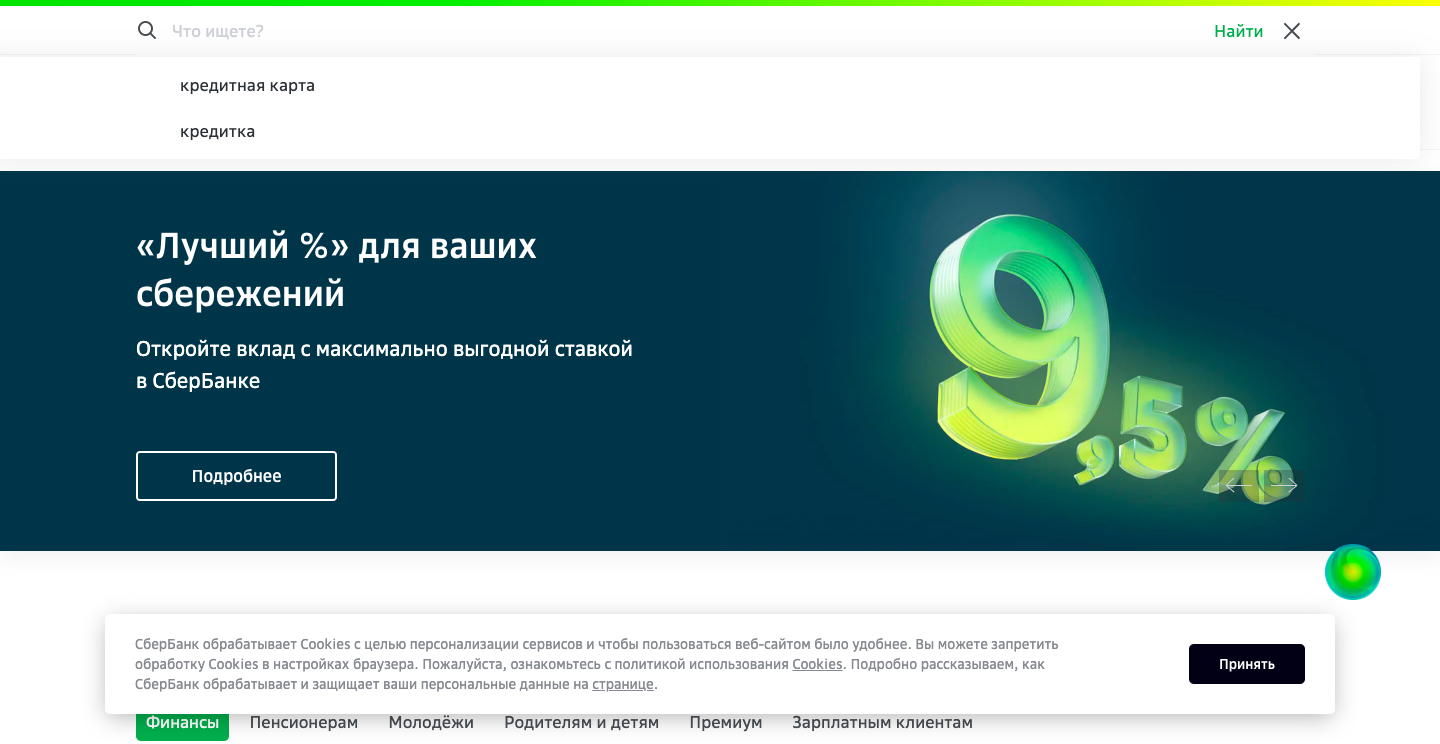 Что ищете?
Найти
кредитная карта
кредитка
«Лучший %» для ваших
сбережений
Откройте вклад с максимально выгодной ставкой
в СберБанке
9,5%
Подробнее
СберБанк обрабатывает Cookies с целью персонализации сервисов и чтобы пользоваться веб-сайтом было удобнее. Вы можете запретить
обработку Cookies в настройках браузера. Пожалуйста, ознакомьтесь с политикой использования Cookies. Подробно рассказываем, как
СберБанк обрабатывает и защищает ваши персональные данные на странице.
Принять
Финансы Пенсионерам Молодёжи Родителям и детям Премиум Зарплатным клиентам